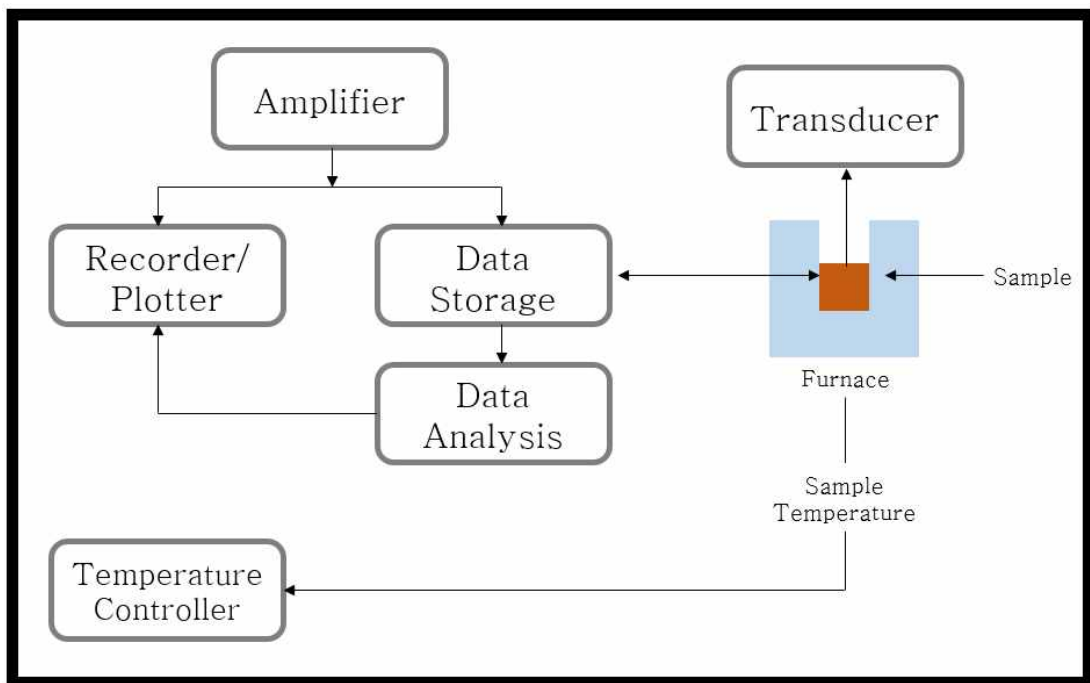 Amplifier
Transducer
Recorder/
Plotter
Data
Storage
Sample
Furnace
Data
Analysis
Sample
Temperature
Temperature
Controller